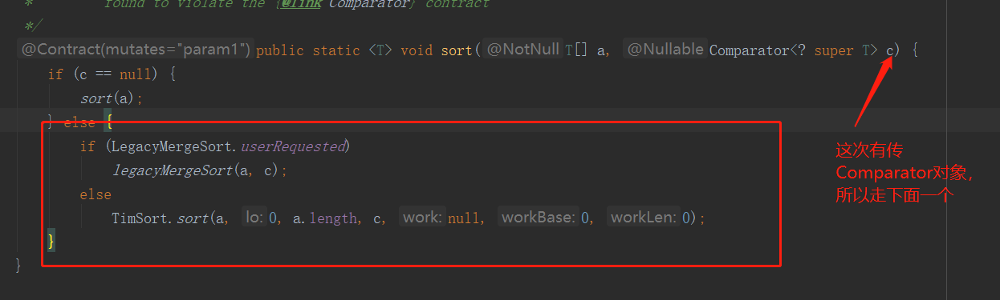 * found to violate the {@link Comparator} contract
*/
@Contract(mutates="param1") public static <T> void sort( @NotNull T[] a, @Nullable Comparator<? super T> c) {
if (c == null) {
sort(a);
} else {
if (LegacyMergeSort.userRequested)
legacyMergeSort(a, c);
else
TimSort.sort(a, lo: 0, a.length, c, work: null, workBase: 0, workLen: 0);
}
}
这次有传
Comparator对象，
所以走下面一个